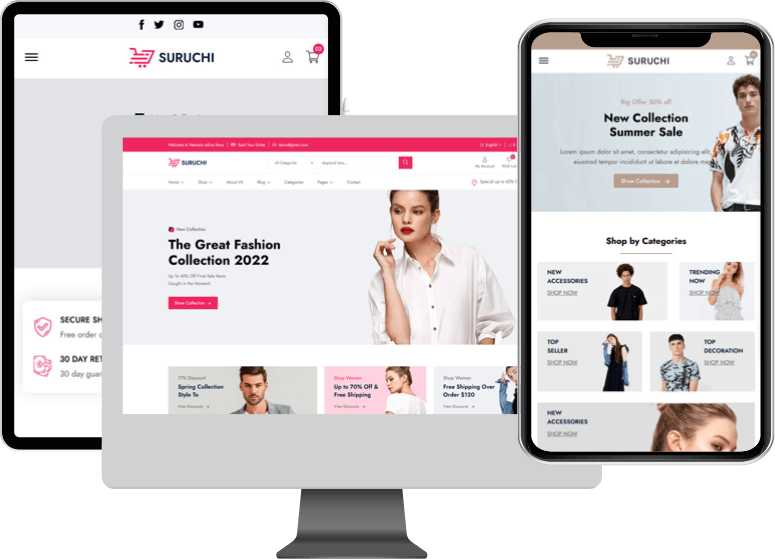 SURUCHI
02
SECURE SH
Free order
30 DAY RET
30 day gua
Welcome to Hatmark online Store
Track Your Order
demo@gmail.com
English
SURUCHI
All Categories
Keyword here...
My Account
Wish List
Home
Shop
About US
Blog
Categories
Pages
Contact
Special up to 60%
New Collection
The Great Fashion
Collection 2022
Up To 40% Off Final Sale Items.
Caught in the Moment!
Show Collection
17% Discount
Spring Collection
Style To
View Discounts
Shop Women
Up to 70% Off &
Free Shipping
View Discounts
Shop Women
Free Shipping Over
Order $120
View Discounts
SURUCHI
Big Offer 50% off
New Collection
Summer Sale
Lorem ipsum dolor sit amet, consectetur adipisicing elit,
eiusmod tempor incididunt ut labore et dolore ma
Show Collection
Shop by Categories
NEW
ACCESSORIES
SHOP NOW
TRENDING
NOW
SHOP NOW
TOP
SELLER
SHOP NOW
TOP
DECORATION
SHOP NOW
NEW
ACCESSORIES
SHOP NOW